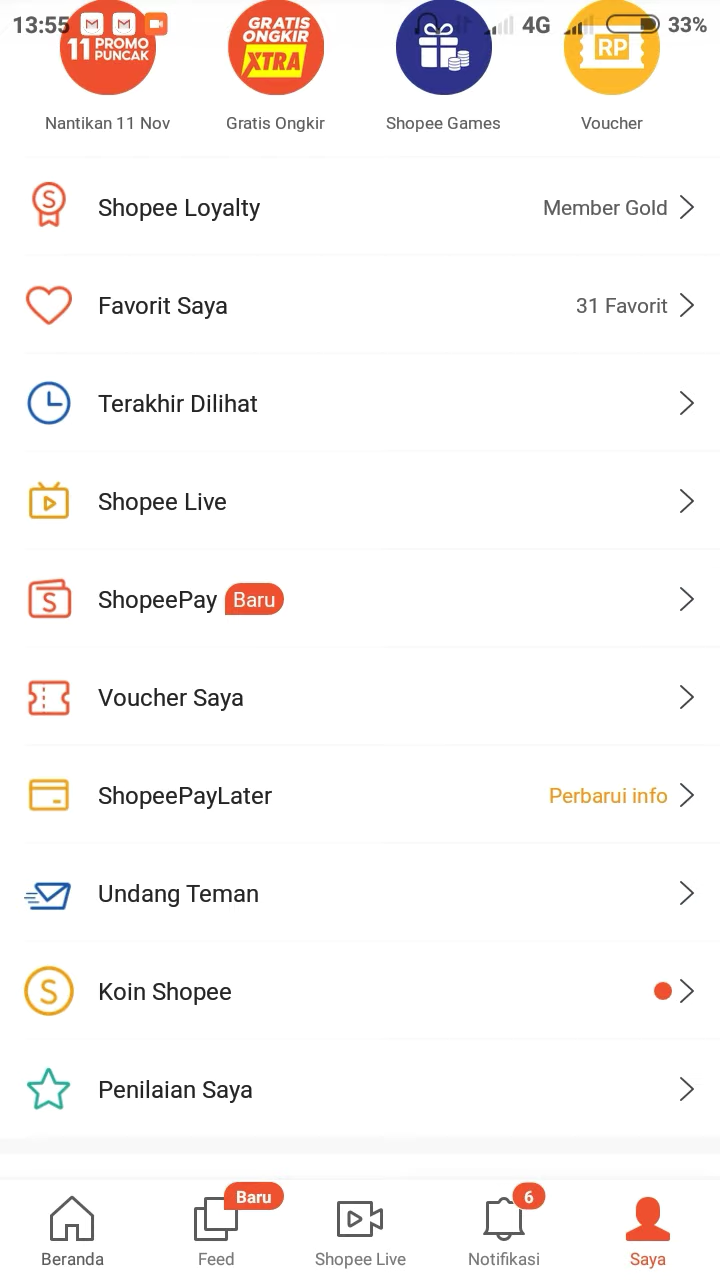 13:55 4G 33%
11 PROMO PUNCAK
GRATIS
ONGKIR
XTRA
RP
Nantikan 11 Nov
Gratis Ongkir
Shopee Games
Voucher
Shopee Loyalty Member Gold
Favorit Saya 31 Favorit
Terakhir Dilihat
Shopee Live
ShopeePay Baru
Voucher Saya
ShopeePayLater Perbarui info
Undang Teman
Koin Shopee
Penilaian Saya
Baru
6
Beranda
Feed
Shopee Live
Notifikasi
Saya